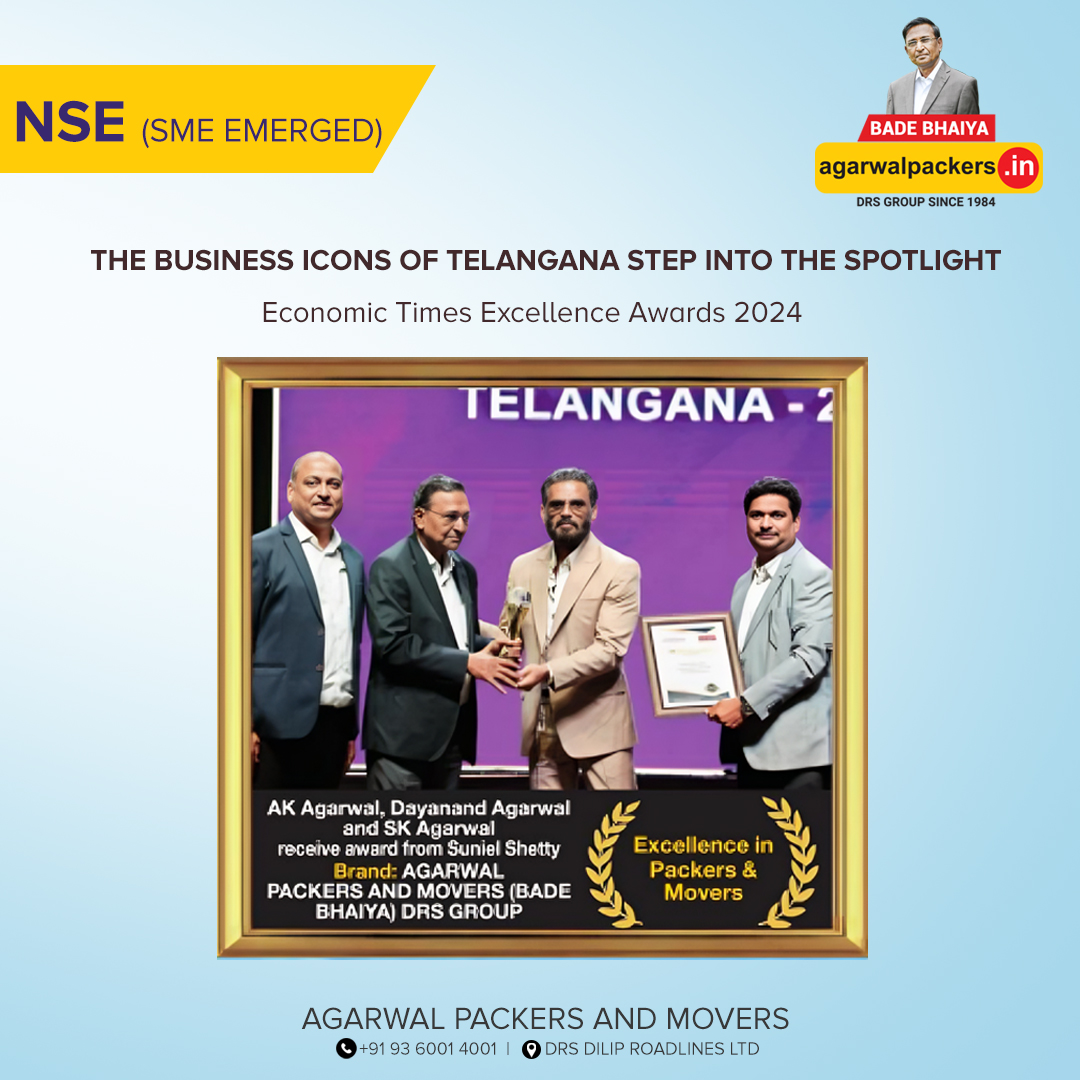 NSE (SME EMERGED)
BADE BHAIYA
agarwalpackers.in
DRS GROUP SINCE 1984
THE BUSINESS ICONS OF TELANGANA STEP INTO THE SPOTLIGHT
Economic Times Excellence Awards 2024
TELANGANA - 2
AK Agarwal, Dayanand Agarwal
and SK Agarwal
receive award from Suniel Shetty
Brand: AGARWAL
PACKERS AND MOVERS (BADE
BHAIYA) DRS GROUP
Excellence in
Packers &
Movers
AGARWAL PACKERS AND MOVERS
+91 93 6001 4001 | DRS DILIP ROADLINES LTD